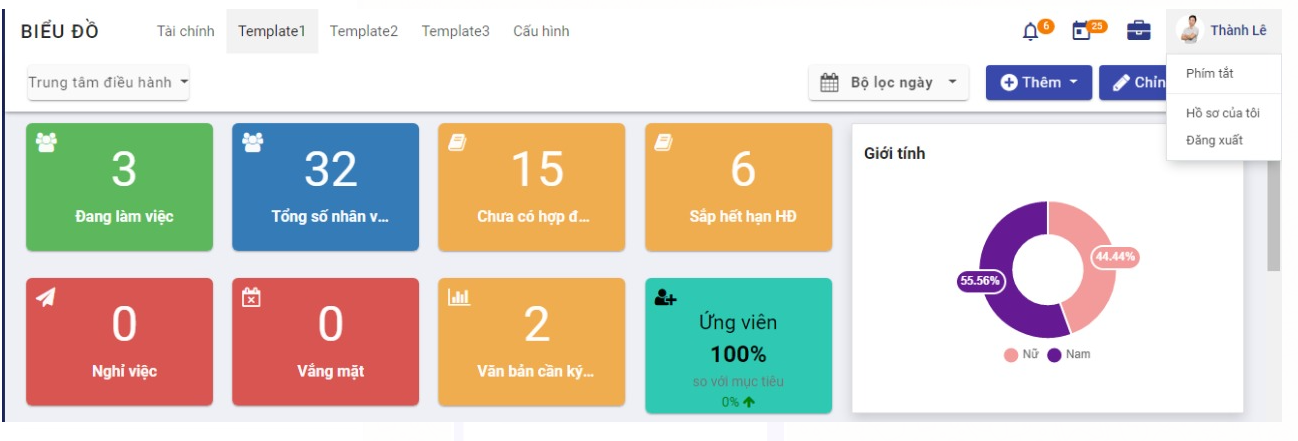 BIỂU ĐỒ Tài chính Template1 Template2 Template3 Cấu hình 6 25 Thành Lê
Trung tâm điều hành Bộ lọc ngày Thêm Chỉn
Phím tắt
Hồ sơ của tôi
Đăng xuất
3
Đang làm việc
32
Tổng số nhân v...
15
Chưa có hợp đ...
6
Sắp hết hạn HĐ
0
Nghỉ việc
0
Vắng mặt
2
Văn bản cần ký...
Ứng viên
100%
so với mục tiêu
0%
Giới tính
44.44%
55.56%
Nữ Nam